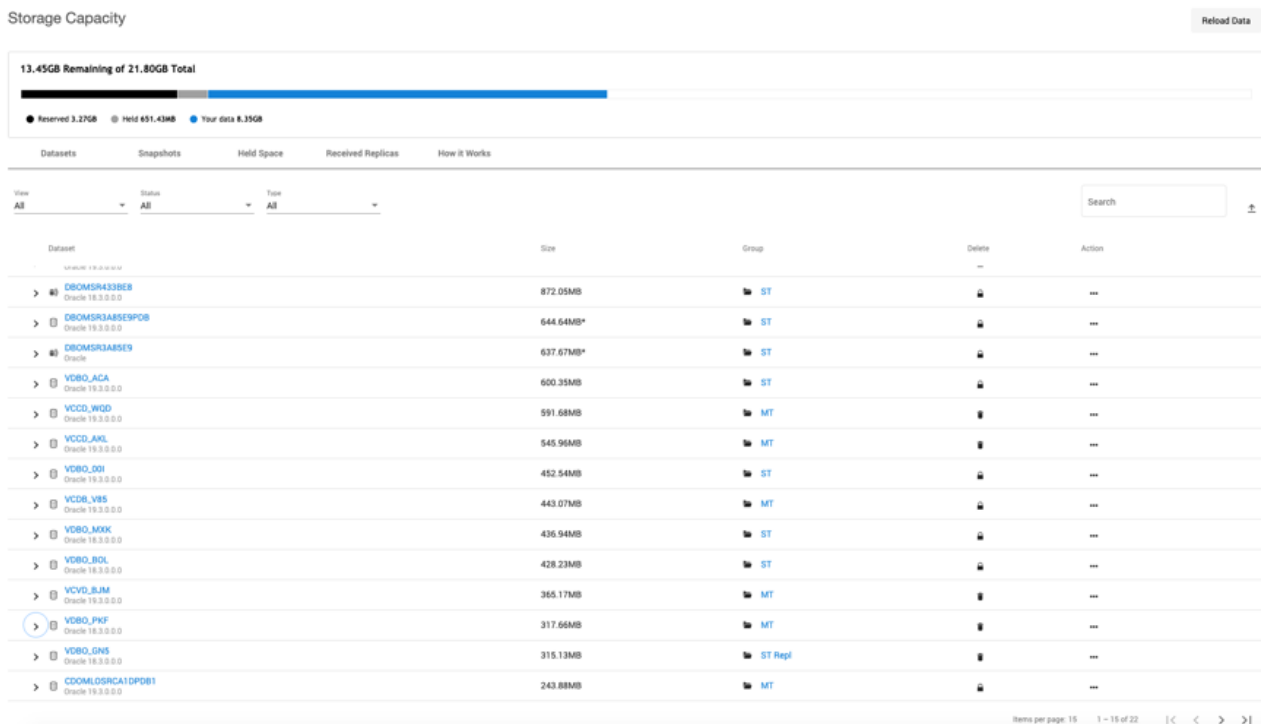 Storage Capacity
Reload Data
13.45GB Remaining of 21.80GB Total
Reserved 3.27GB Held 651.43MB Your data 8.35GB
Datasets Snapshots Held Space Received Replicas How it Works
View Status Type
All All All
Search
Dataset Size Group Delete Action
Oracle 19.3.0.0.0
DBOMSR433BE8 872.05MB ST
Oracle 18.3.0.0.0
DBOMSR3A85E9PDB 644.64MB* ST
Oracle 19.3.0.0.0
DBOMSR3A85E9 637.67MB* ST
Oracle
VDBO_ACA 600.35MB ST
Oracle 19.3.0.0.0
VCCD_WQD 591.68MB MT
Oracle 19.3.0.0.0
VCCD_AKL 545.96MB MT
Oracle 19.3.0.0.0
VDBO_00I 452.54MB ST
Oracle 19.3.0.0.0
VCDB_V85 443.07MB MT
Oracle 19.3.0.0.0
VDBO_MXK 436.94MB ST
Oracle 18.3.0.0.0
VDBO_BOL 428.23MB ST
Oracle 18.3.0.0.0
VCVD_BJM 365.17MB MT
Oracle 19.3.0.0.0
VDBO_PKF 317.66MB MT
Oracle 18.3.0.0.0
VDBO_GN5 315.13MB ST Repl
Oracle 18.3.0.0.0
CDOMLOSRCA1DPDB1 243.88MB MT
Oracle 19.3.0.0.0
Items per page: 15 1 – 15 of 22